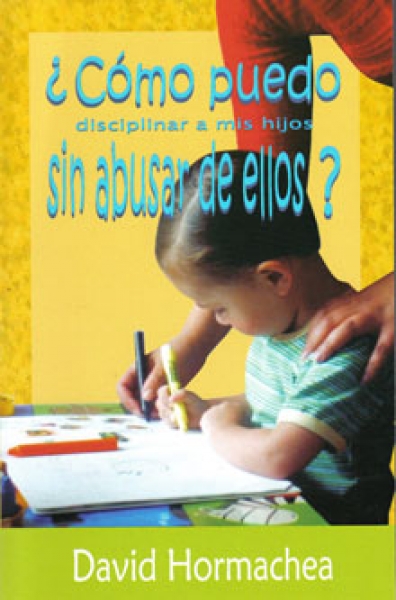 ¿Cómo puedo
disciplinar a mis hijos
sin abusar de ellos?
David Hormachea